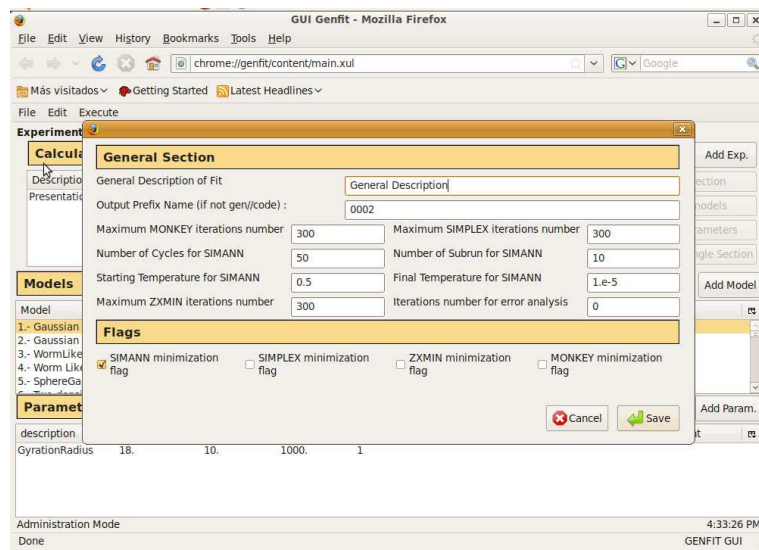 GUI Genfit - Mozilla Firefox
File Edit View History Bookmarks Tools Help
chrome://genfit/content/main.xul
Google
Más visitados Getting Started Latest Headlines
File Edit Execute
Experiment
Calcula
Add Exp.
General Section
Descriptio
ection
General Description of Fit
General Description
Presentatio
odels
Output Prefix Name (if not gen//code) :
0002
Maximum MONKEY iterations number
300
Maximum SIMPLEX iterations number
300
rameters
Number of Cycles for SIMANN
50
Number of Subrun for SIMANN
10
ngle Section
Starting Temperature for SIMANN
0.5
Final Temperature for SIMANN
1.e-5
Models
Add Model
Maximum ZXMIN iterations number
300
Iterations number for error analysis
0
Model
1.- Gaussian
2.- Gaussian
3.- WormLike
4.- Worm Like
5.- SphereGa
Flags
SIMANN minimization flag
SIMPLEX minimization flag
ZXMIN minimization flag
MONKEY minimization flag
Paramet
Add Param.
Cancel
Save
description
GyrationRadius 18. 10. 1000. 1
Administration Mode
4:33:26 PM
Done
GENFIT GUI